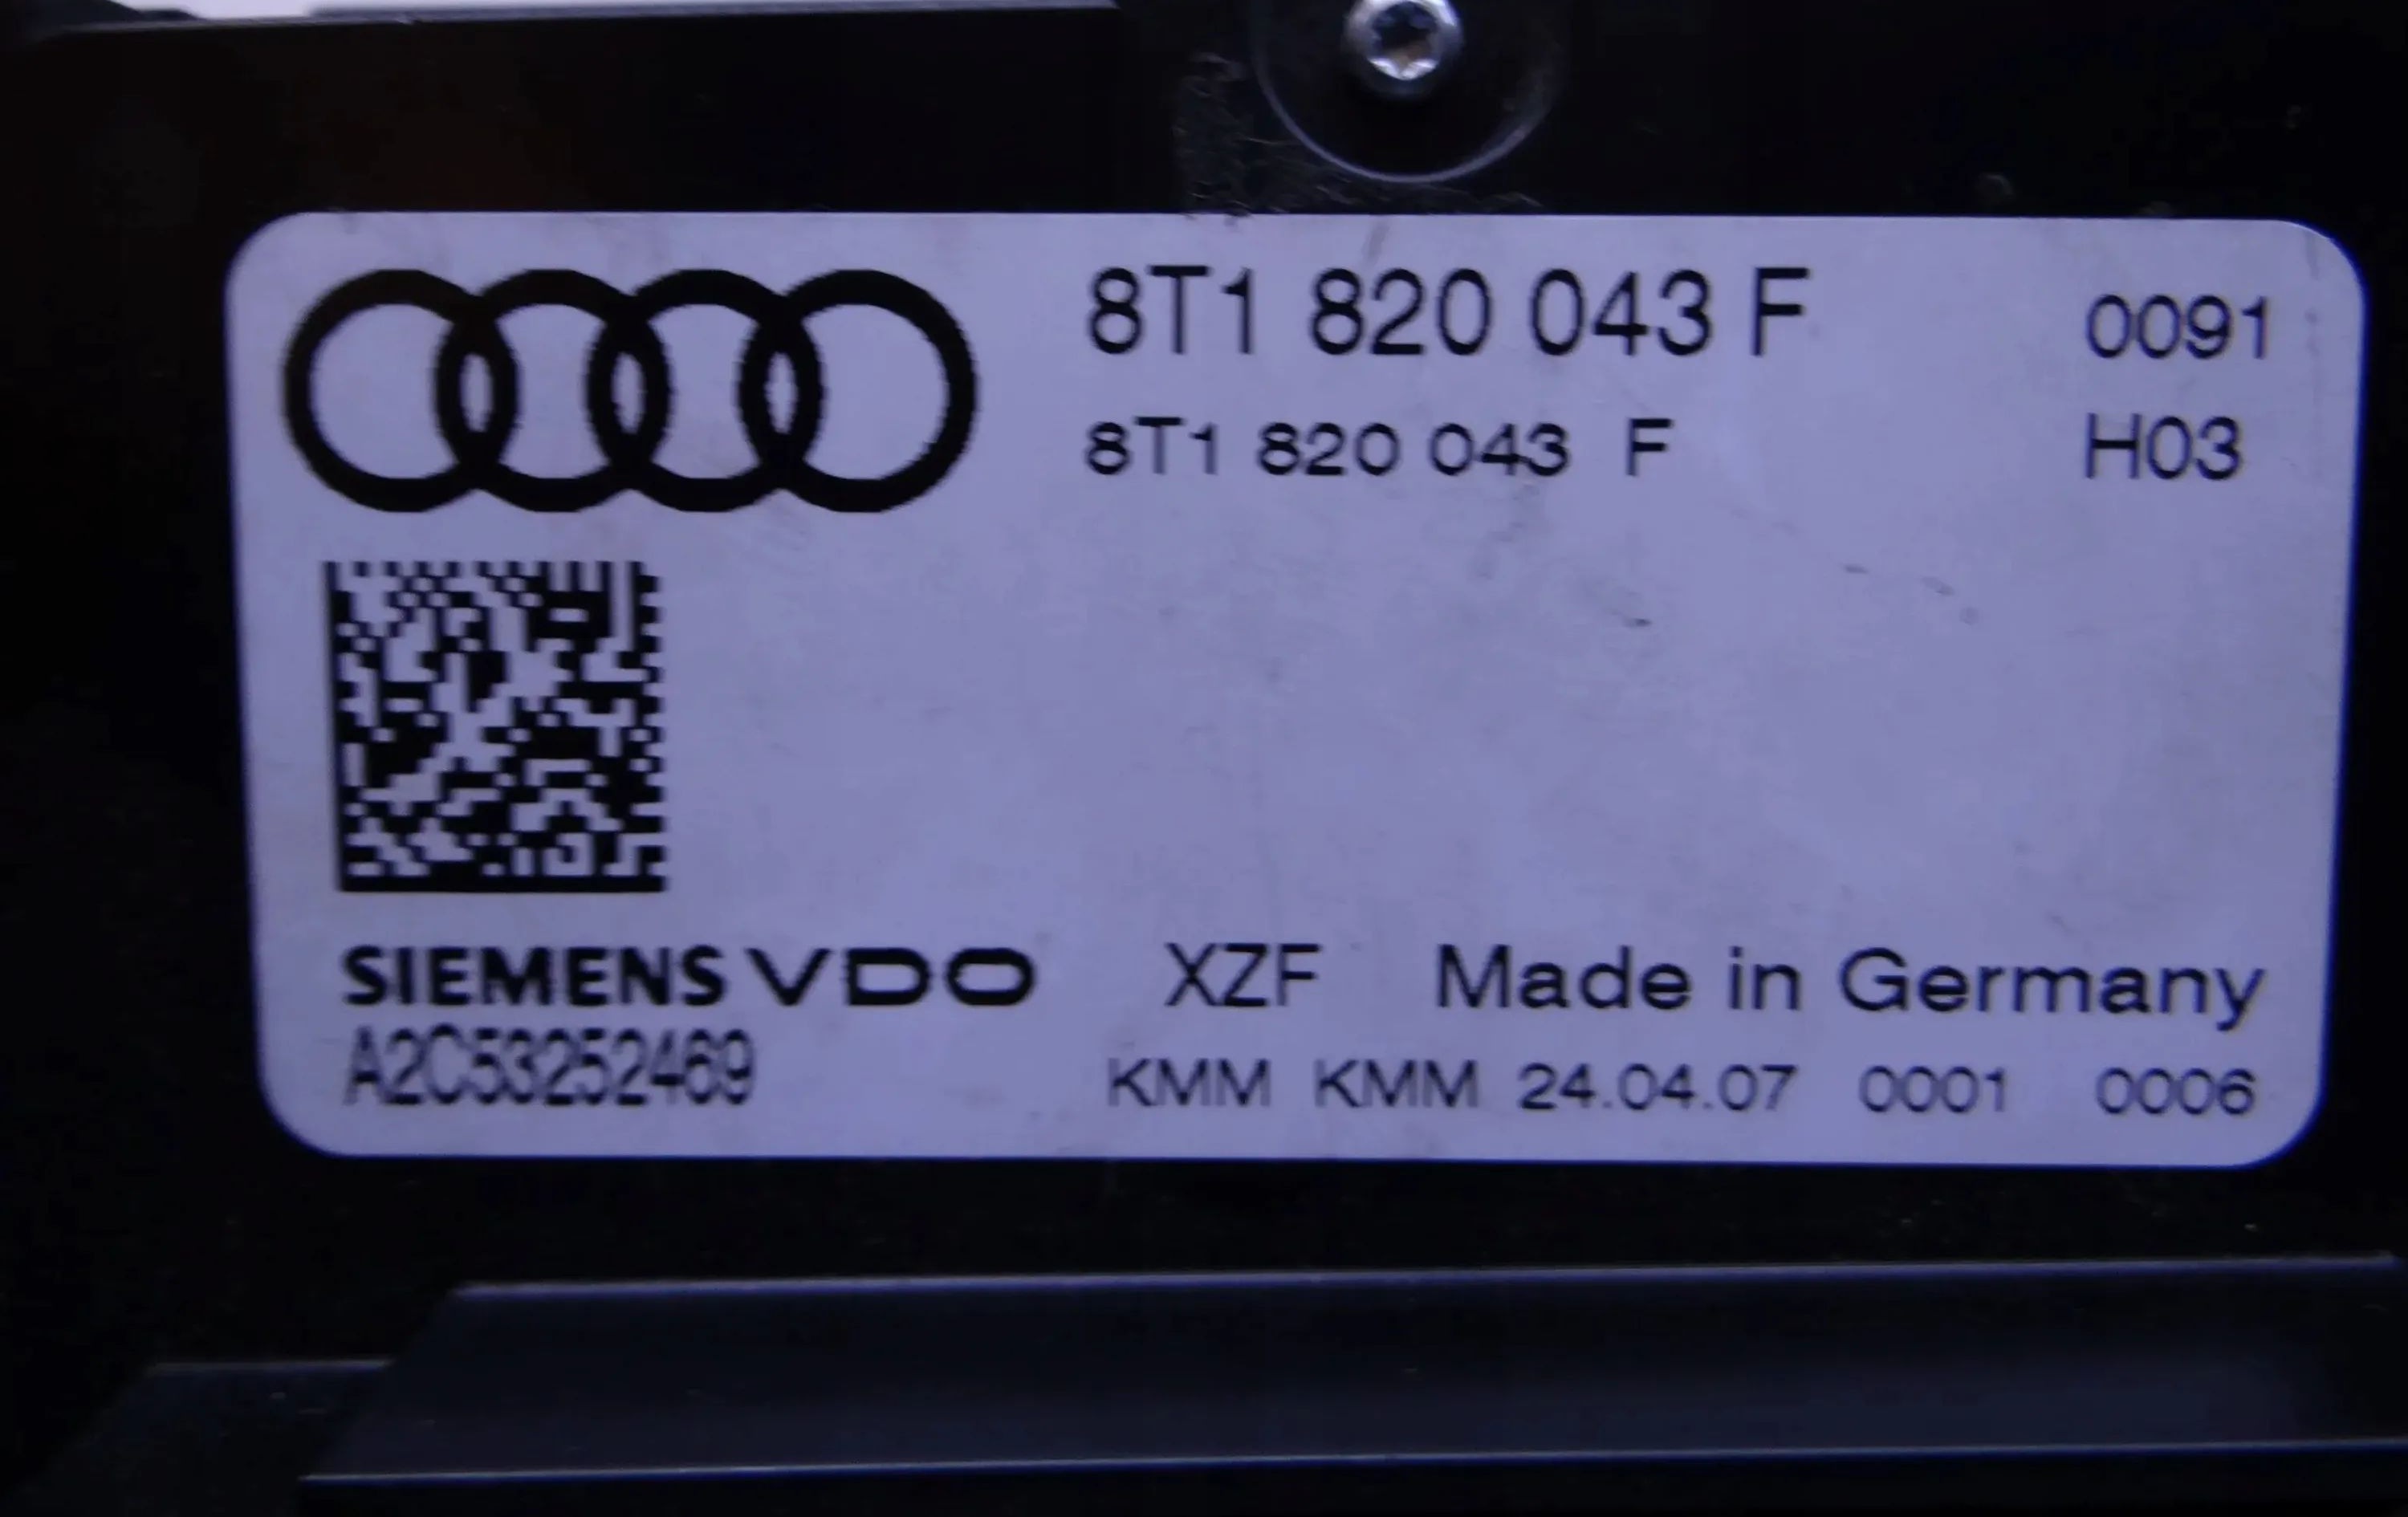 8T1 820 043 F 0091
8T1 820 043 F H03
SIEMENS VDO XZF Made in Germany
A2C53252469 KMM KMM 24.04.07 0001 0006